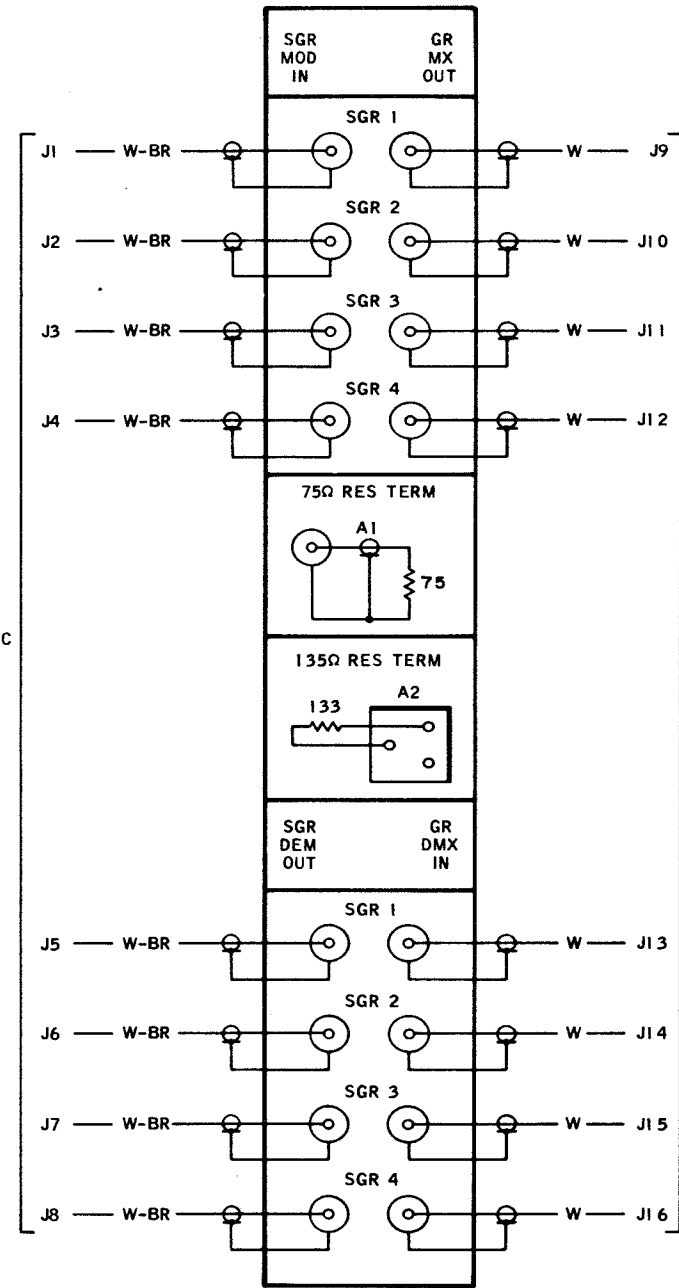 SGR GR
MOD MX
IN OUT
SGR 1
J1 W-BR W J9
SGR 2
J2 W-BR W J10
SGR 3
J3 W-BR W J11
SGR 4
J4 W-BR W J12
75Ω RES TERM
A1
75
C
135Ω RES TERM
A2
133
SGR GR
DEM DMX
OUT IN
SGR 1
J5 W-BR W J13
SGR 2
J6 W-BR W J14
SGR 3
J7 W-BR W J15
SGR 4
J8 W-BR W J16